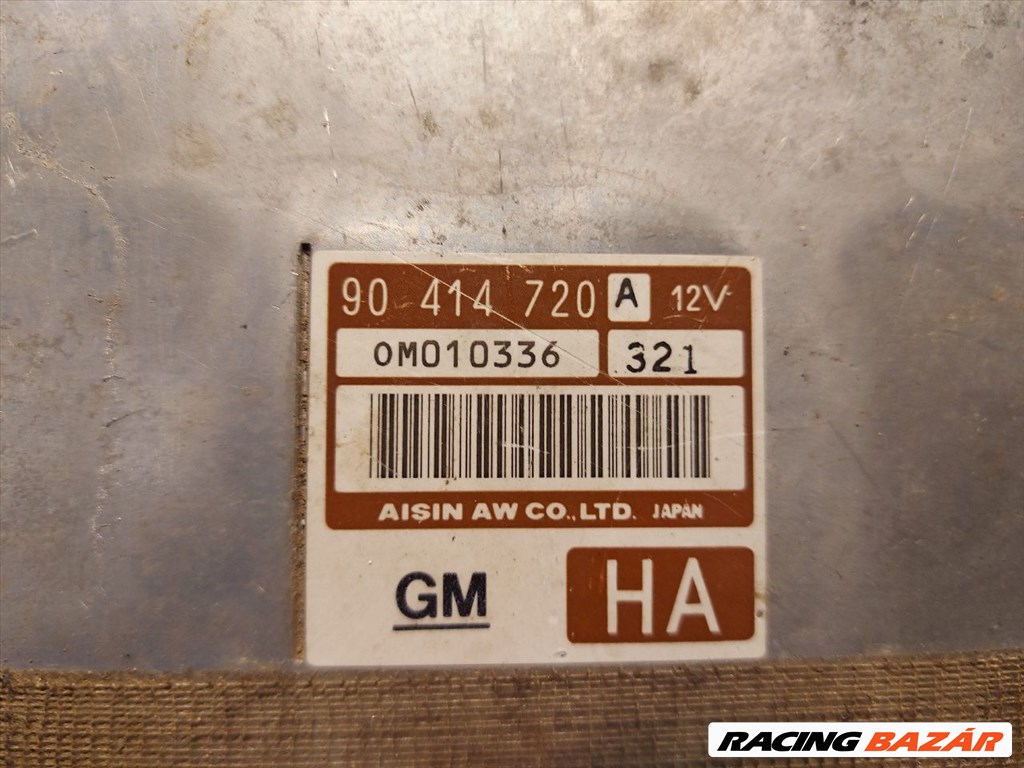 90 414 720 A 12V
0M010336 321
AISIN AW CO.,LTD. JAPAN
GM HA
RACING BAZÁR